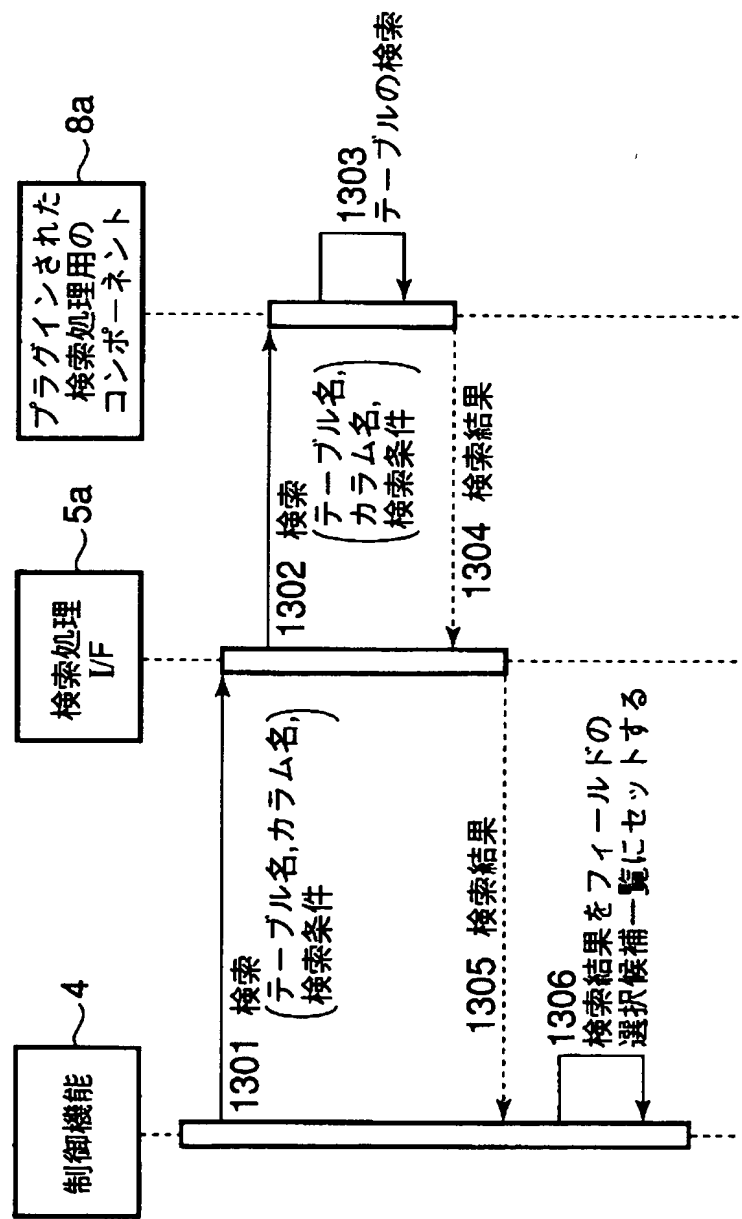 制御機能
4
検索処理
I/F
5a
プラグインされた
検索処理用の
コンポーネント
8a
1301 検索
(テーブル名,カラム名,
検索条件)
1302 検索
(テーブル名,
カラム名,
検索条件)
1303
テーブルの検索
1304 検索結果
1305 検索結果
1306
検索結果をフィールドの
選択候補一覧にセットする